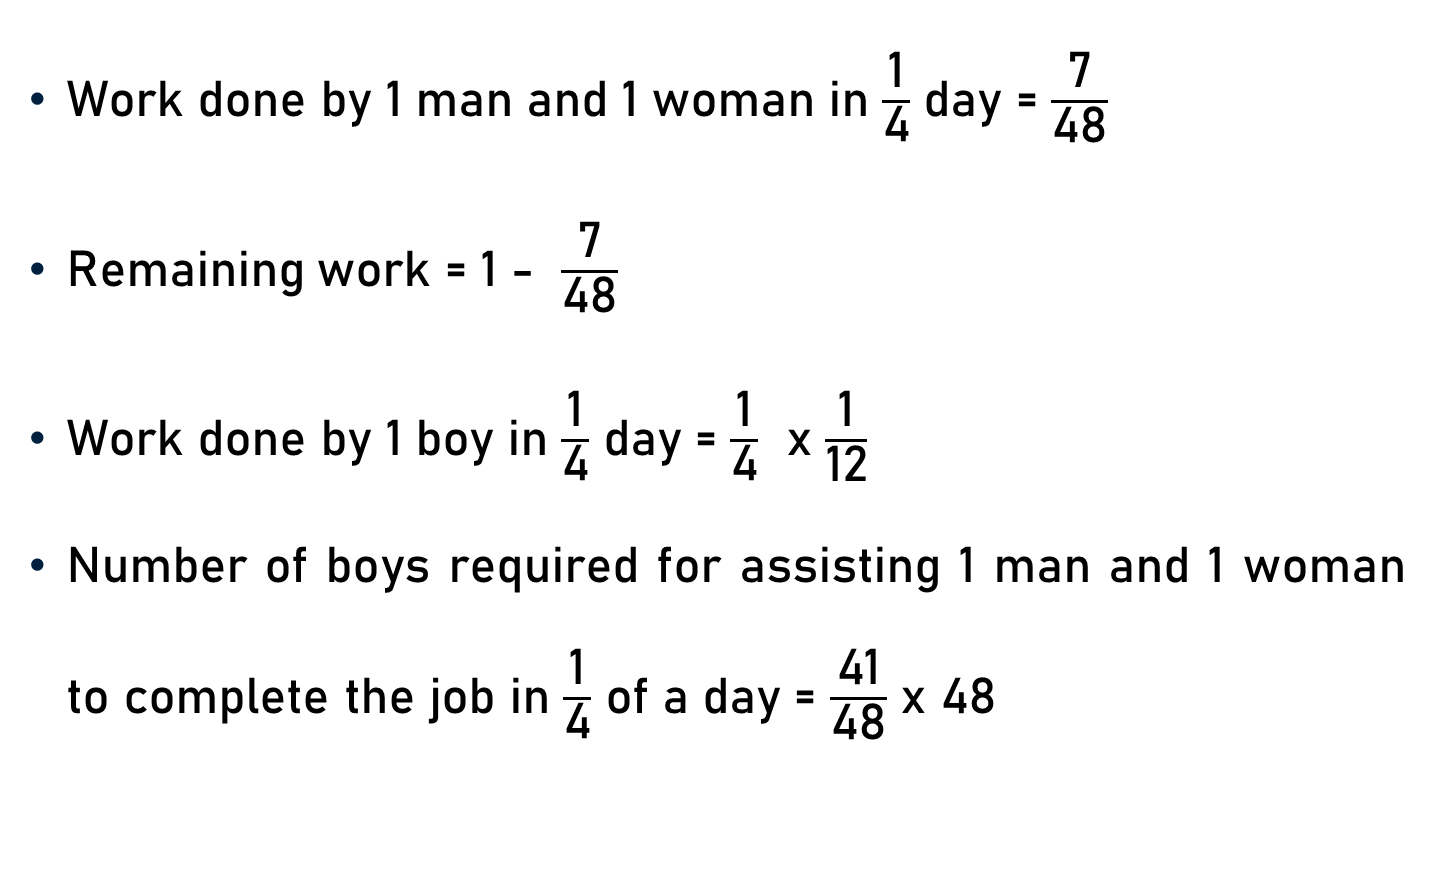 • Work done by 1 man and 1 woman in 1/4 day = 7/48
• Remaining work = 1 – 7/48
• Work done by 1 boy in 1/4 day = 1/4 x 1/12
• Number of boys required for assisting 1 man and 1 woman
to complete the job in 1/4 of a day = 41/48 x 48